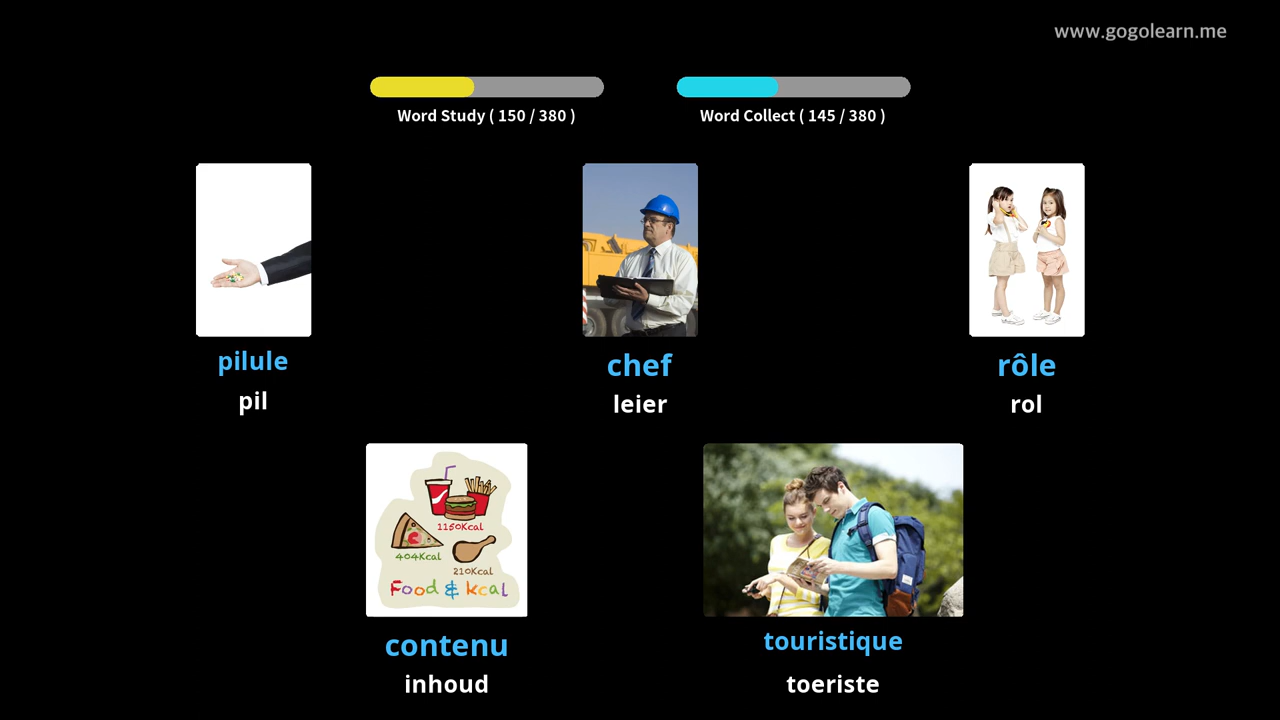 www.gogolearn.me
Word Study ( 150 / 380 )
Word Collect ( 145 / 380 )
pilule
pil
chef
leier
rôle
rol
1150Kcal
404Kcal
210Kcal
Food & kcal
contenu
inhoud
touristique
toeriste